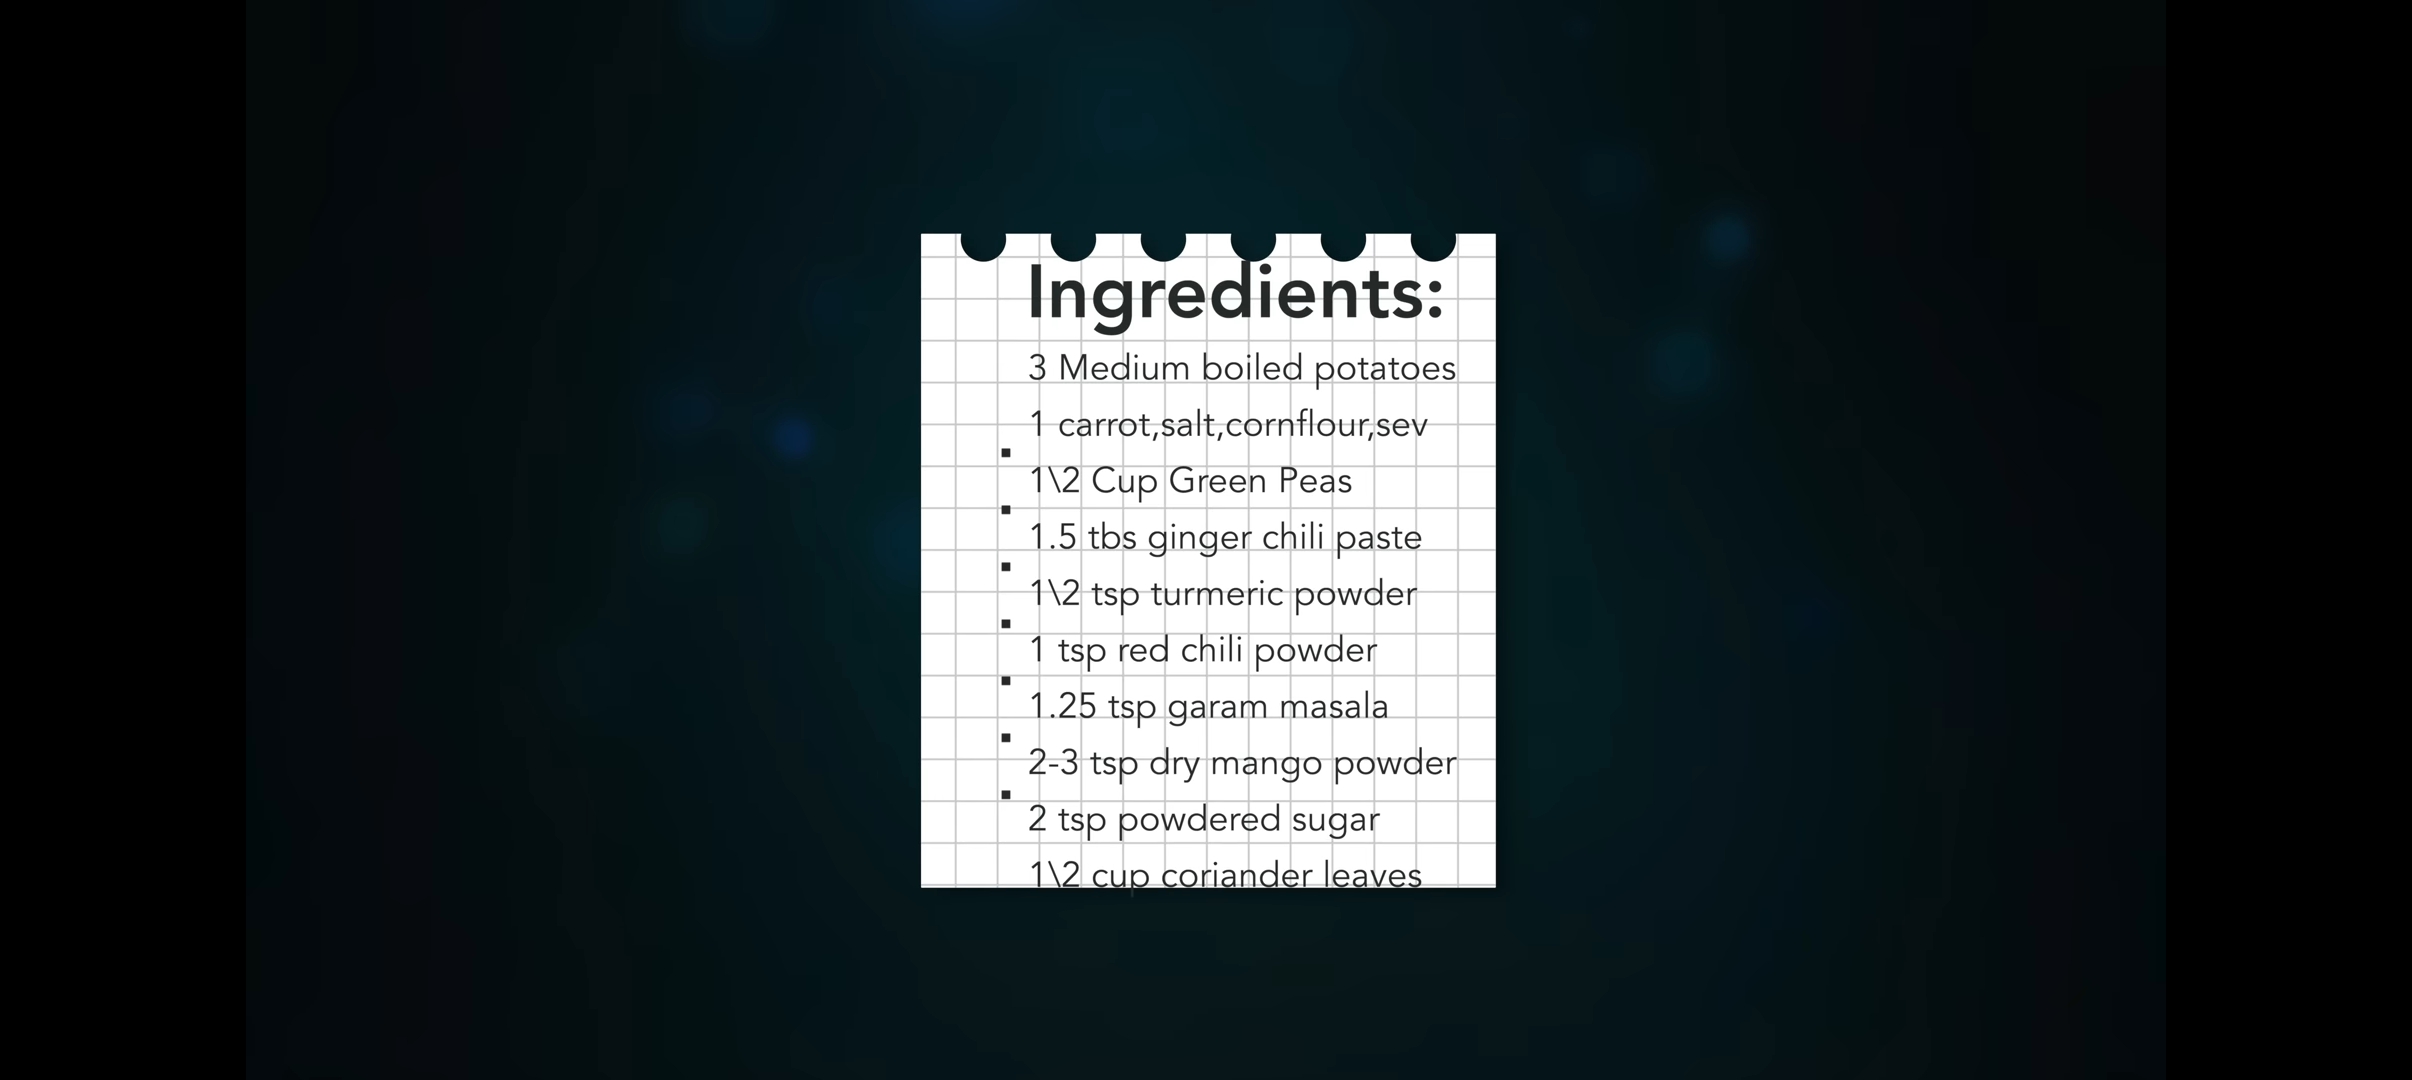 Ingredients:
3 Medium boiled potatoes
1 carrot,salt,cornflour,sev
1\2 Cup Green Peas
1.5 tbs ginger chili paste
1\2 tsp turmeric powder
1 tsp red chili powder
1.25 tsp garam masala
2-3 tsp dry mango powder
2 tsp powdered sugar
1\2 cup coriander leaves